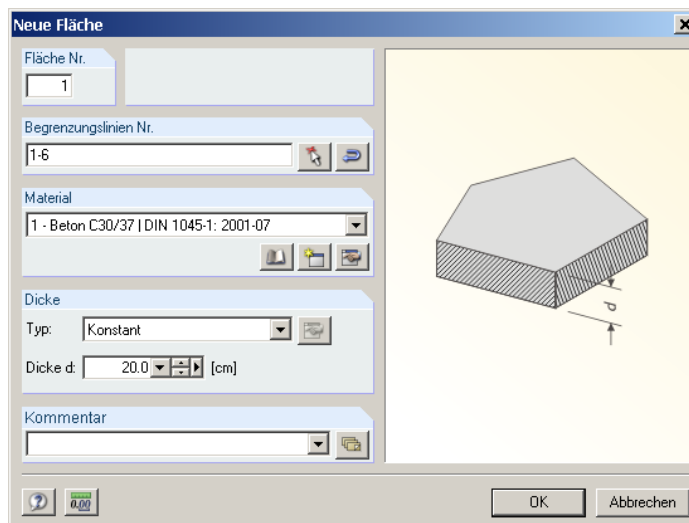 Neue Fläche
Fläche Nr.
1
Begrenzungslinien Nr.
1-6
Material
1 - Beton C30/37 | DIN 1045-1: 2001-07
Dicke
Typ: Konstant
Dicke d: 20.0 [cm]
Kommentar
d
0.00
OK Abbrechen